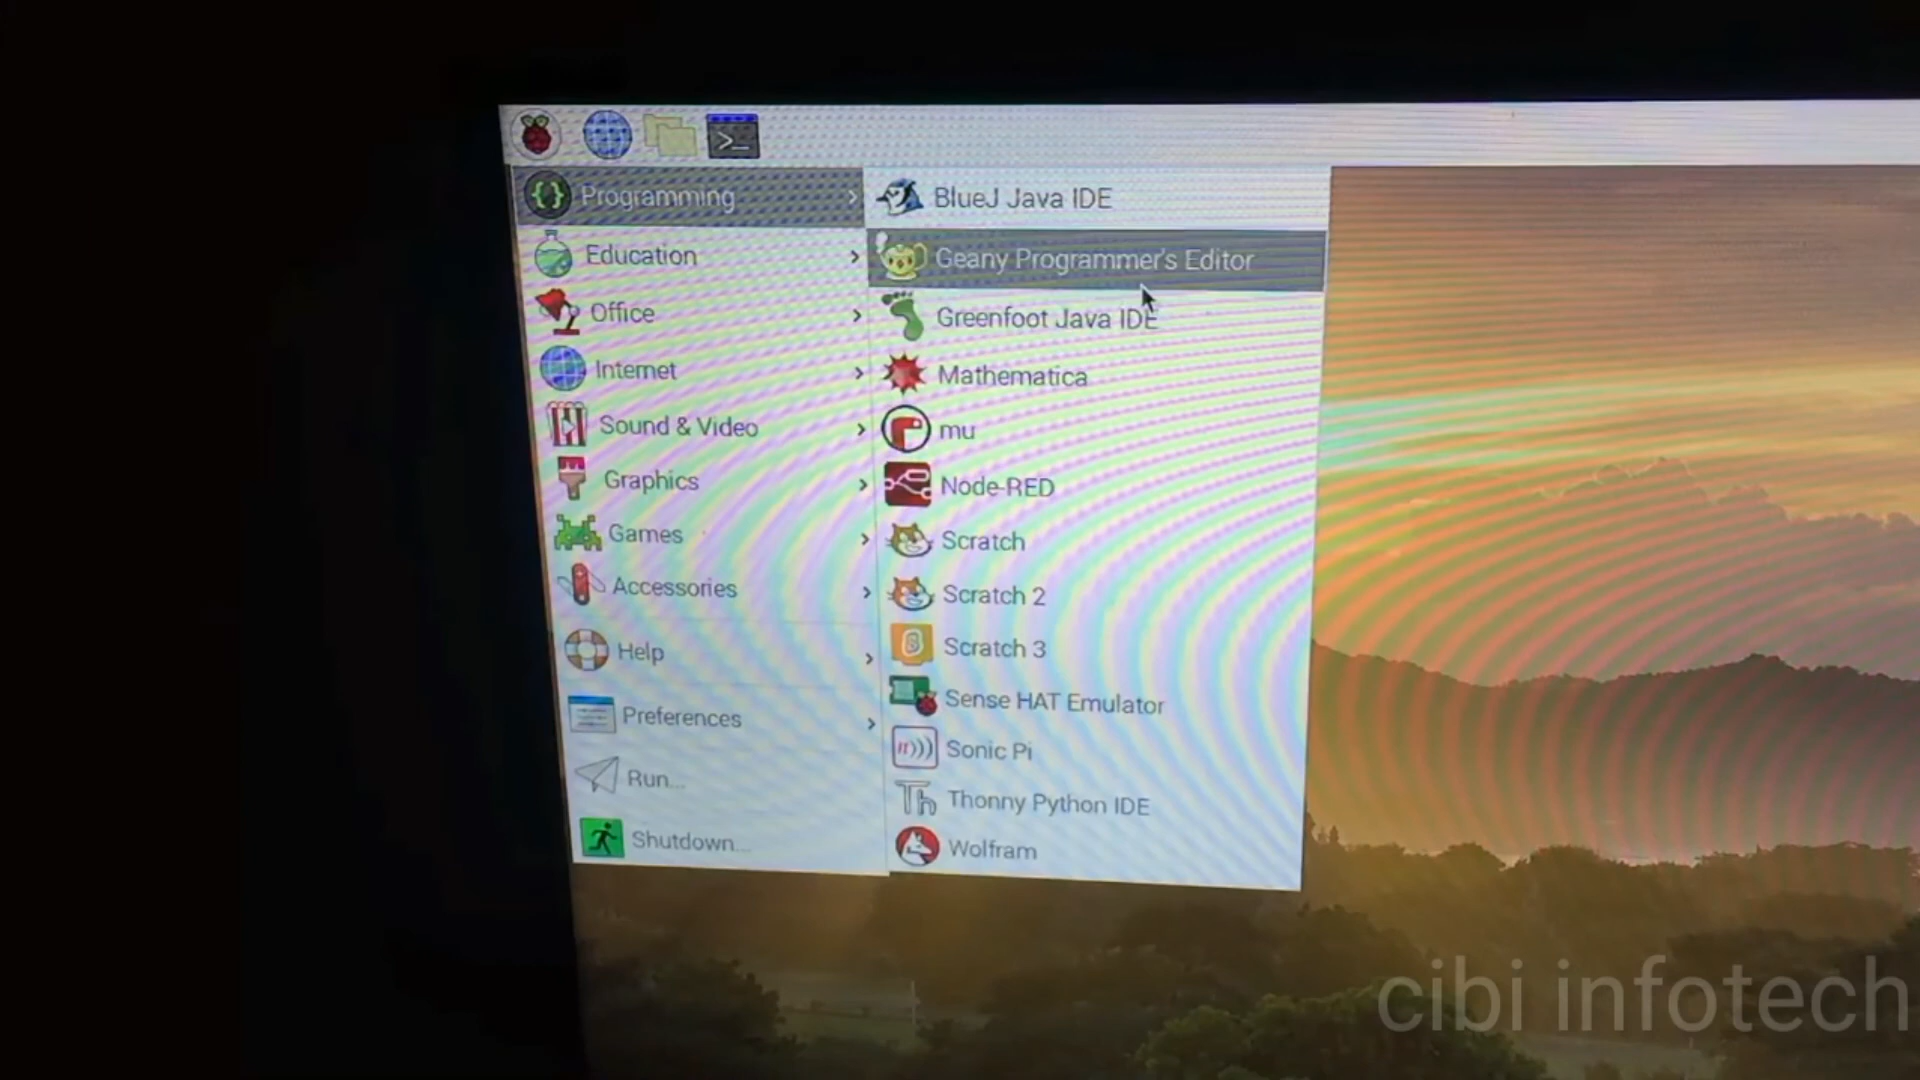 >_
Programming
Education
Office
Internet
Sound & Video
Graphics
Games
Accessories
Help
Preferences
Run...
Shutdown...
BlueJ Java IDE
Geany Programmer's Editor
Greenfoot Java IDE
Mathematica
mu
Node-RED
Scratch
Scratch 2
Scratch 3
Sense HAT Emulator
Sonic Pi
Th Thonny Python IDE
Wolfram
cibi infotech